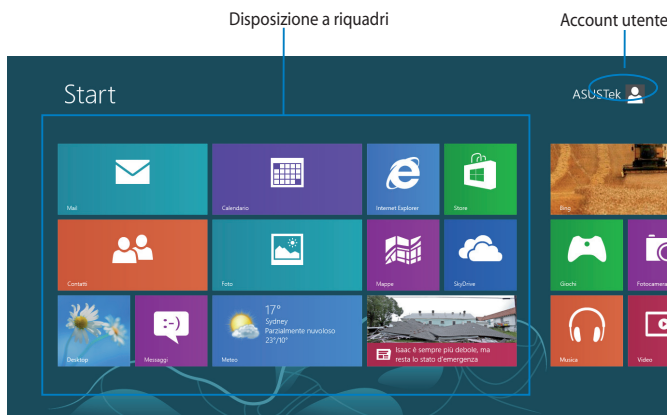 Disposizione a riquadri
Account utente
Start
ASUSTek
Mail
Calendario
Internet Explorer
Store
Bing
Contatti
Foto
Mappe
SkyDrive
Giochi
Fotocamera
Desktop
:-)
Messaggi
17°
Sydney
Parzialmente nuvoloso
23°/10°
Meteo
Isaac è sempre più debole, ma
resta lo stato d'emergenza
Musica
Video